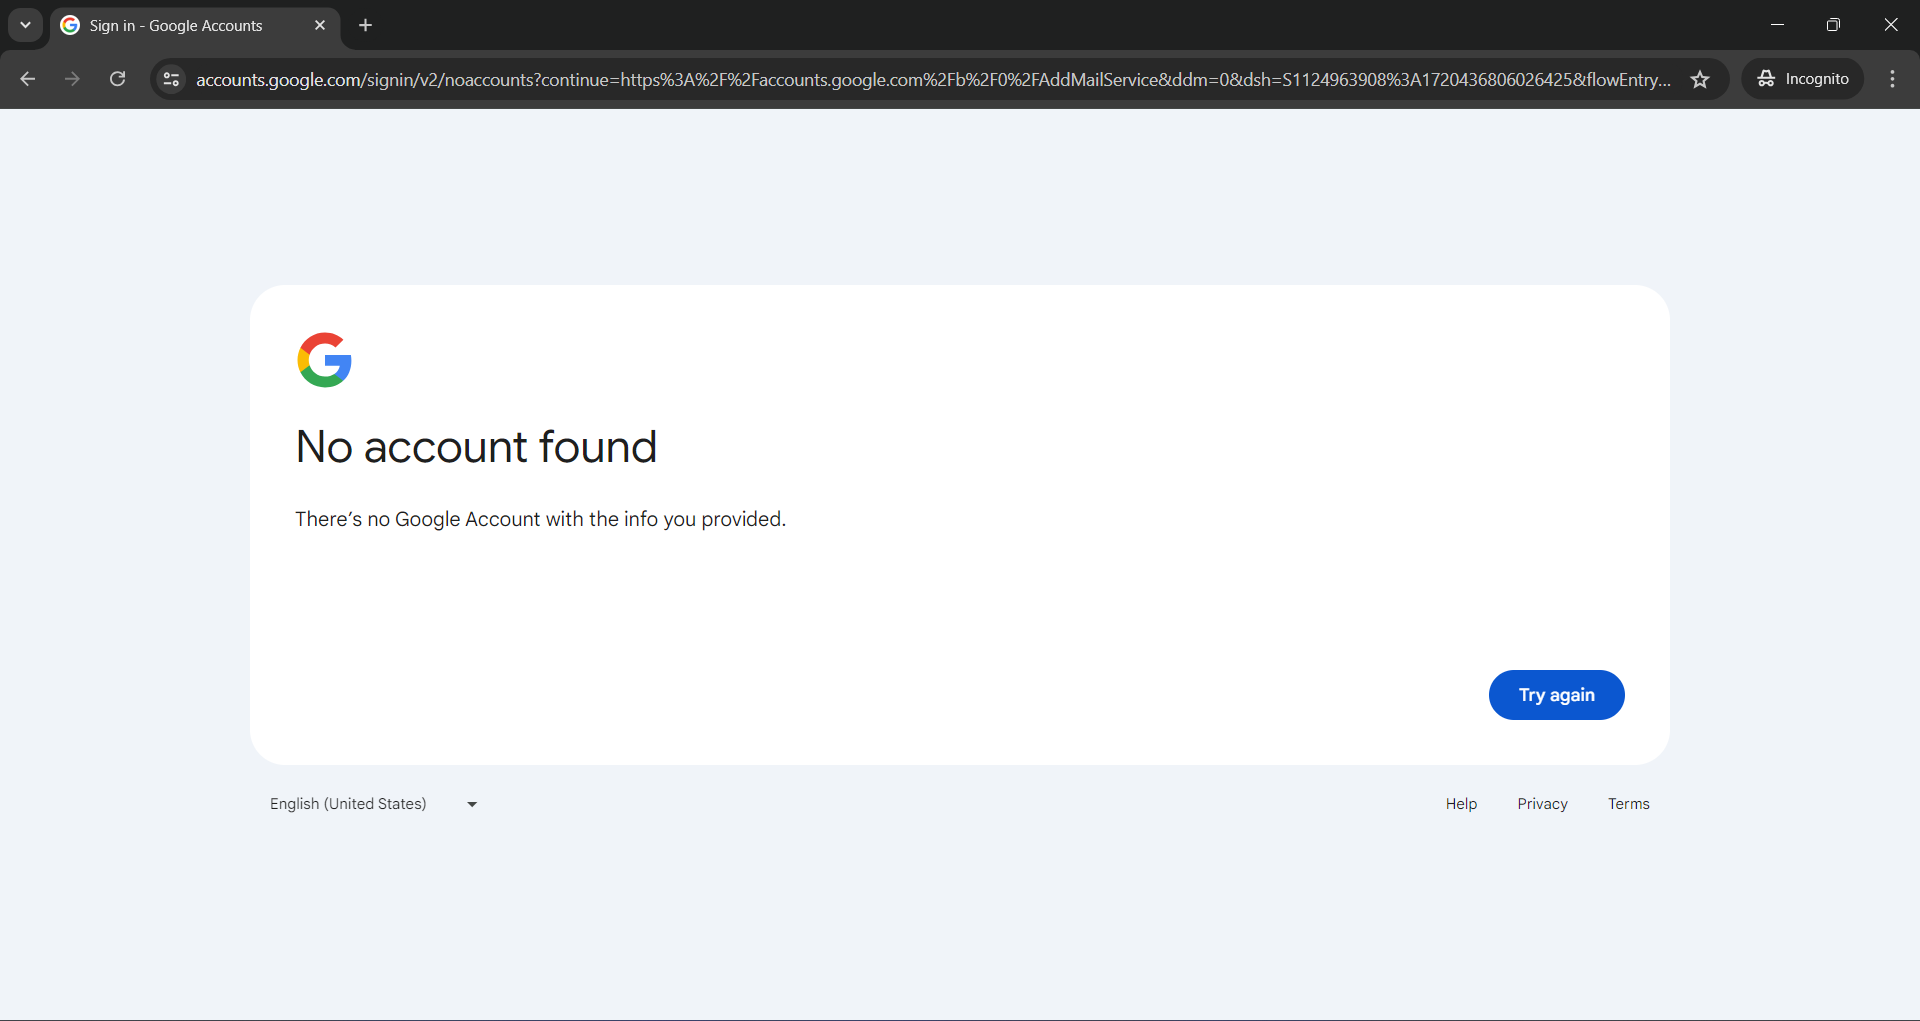 Sign in - Google Accounts
accounts.google.com/signin/v2/noaccounts?continue=https%3A%2F%2Faccounts.google.com%2Fb%2F0%2FAddMailService&ddm=0&dsh=S1124963908%3A1720436806026425&flowEntry...
Incognito
No account found
There's no Google Account with the info you provided.
Try again
English (United States)
Help Privacy Terms